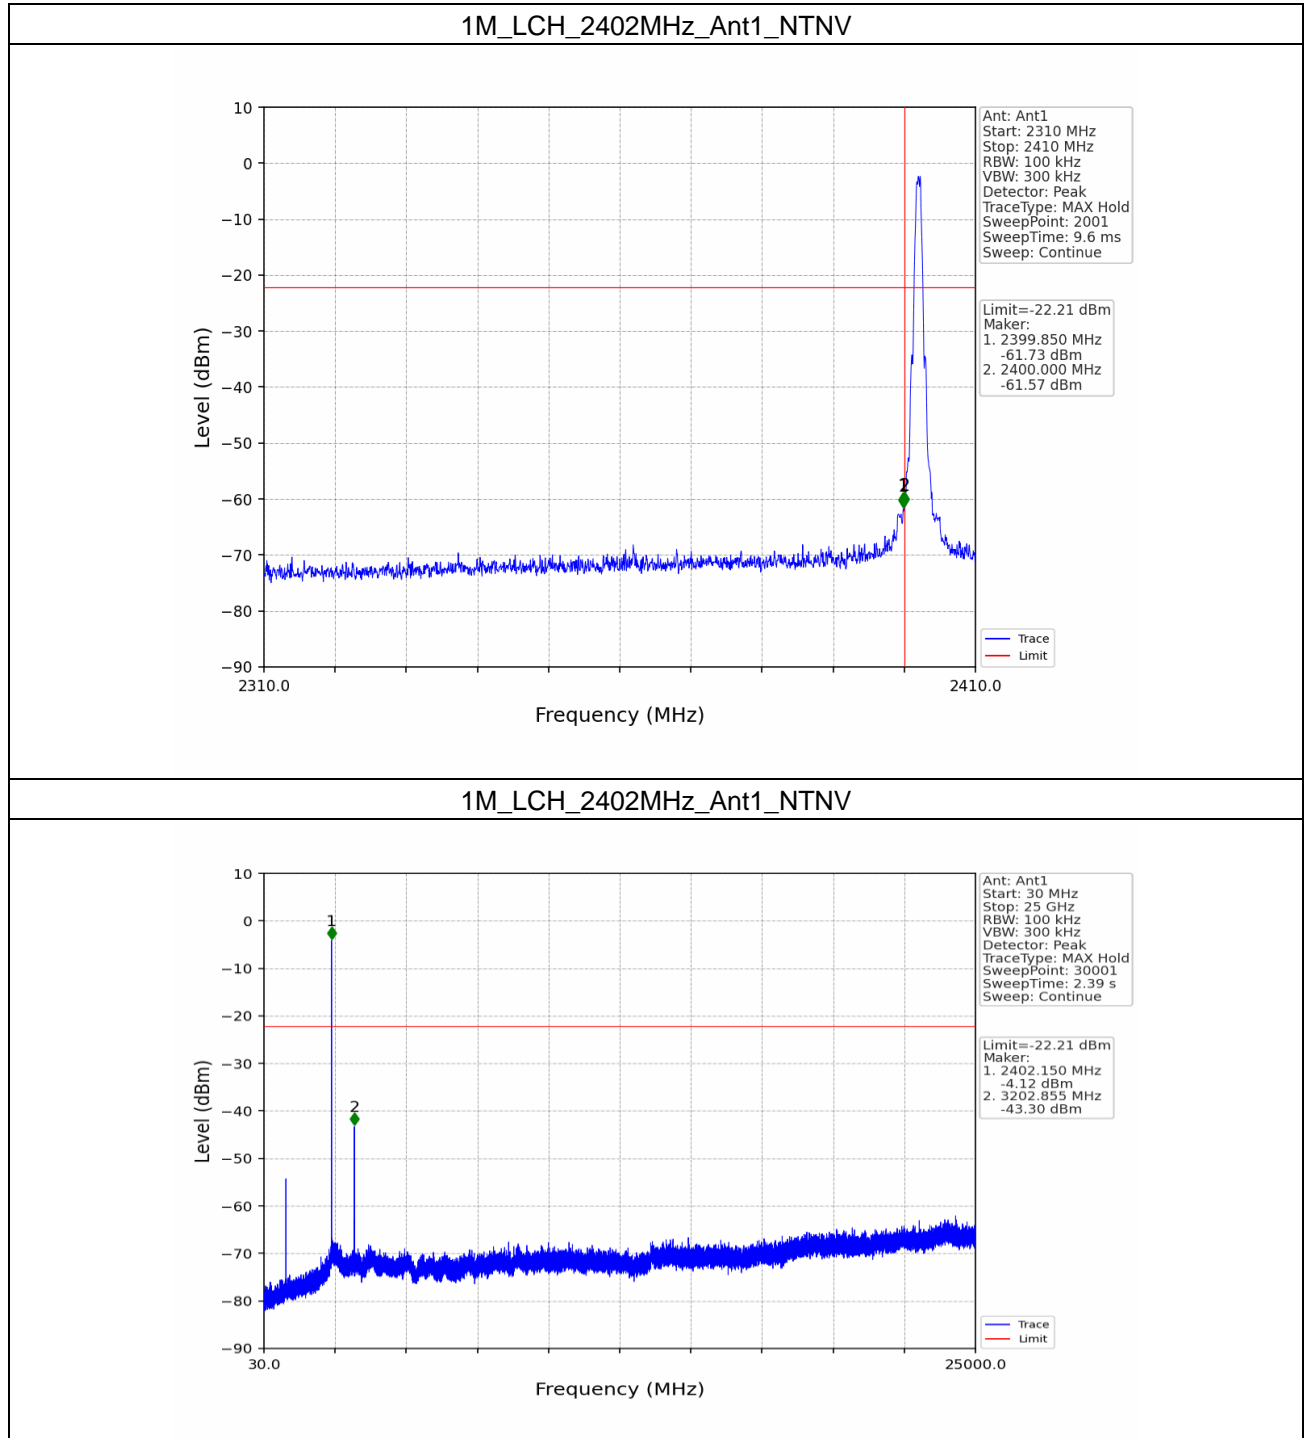 1M_LCH_2402MHz_Ant1_NTNV
10
0
−10
−20
−30
−40
−50
−60
−70
−80
−90
Level (dBm)
2310.0
2410.0
Frequency (MHz)
1
2
Ant: Ant1
Start: 2310 MHz
Stop: 2410 MHz
RBW: 100 kHz
VBW: 300 kHz
Detector: Peak
TraceType: MAX Hold
SweepPoint: 2001
SweepTime: 9.6 ms
Sweep: Continue
Limit=-22.21 dBm
Maker:
1. 2399.850 MHz
-61.73 dBm
2. 2400.000 MHz
-61.57 dBm
Trace
Limit
1M_LCH_2402MHz_Ant1_NTNV
10
0
−10
−20
−30
−40
−50
−60
−70
−80
−90
Level (dBm)
30.0
25000.0
Frequency (MHz)
1
2
Ant: Ant1
Start: 30 MHz
Stop: 25 GHz
RBW: 100 kHz
VBW: 300 kHz
Detector: Peak
TraceType: MAX Hold
SweepPoint: 30001
SweepTime: 2.39 s
Sweep: Continue
Limit=-22.21 dBm
Maker:
1. 2402.150 MHz
-4.12 dBm
2. 3202.855 MHz
-43.30 dBm
Trace
Limit